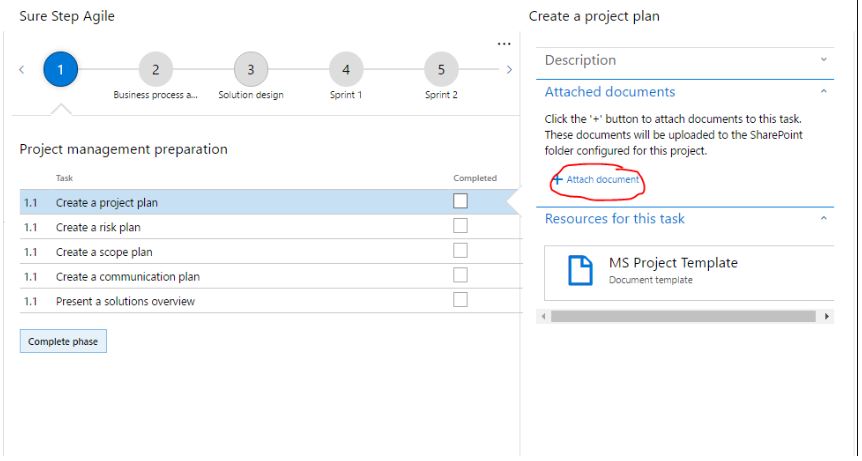 Sure Step Agile
...
1
2
3
4
5
Business process a...
Solution design
Sprint 1
Sprint 2
Project management preparation
Task
Completed
1.1 Create a project plan
1.1 Create a risk plan
1.1 Create a scope plan
1.1 Create a communication plan
1.1 Present a solutions overview
Complete phase
Create a project plan
Description
Attached documents
Click the '+' button to attach documents to this task.
These documents will be uploaded to the SharePoint
folder configured for this project.
+ Attach document
Resources for this task
MS Project Template
Document template